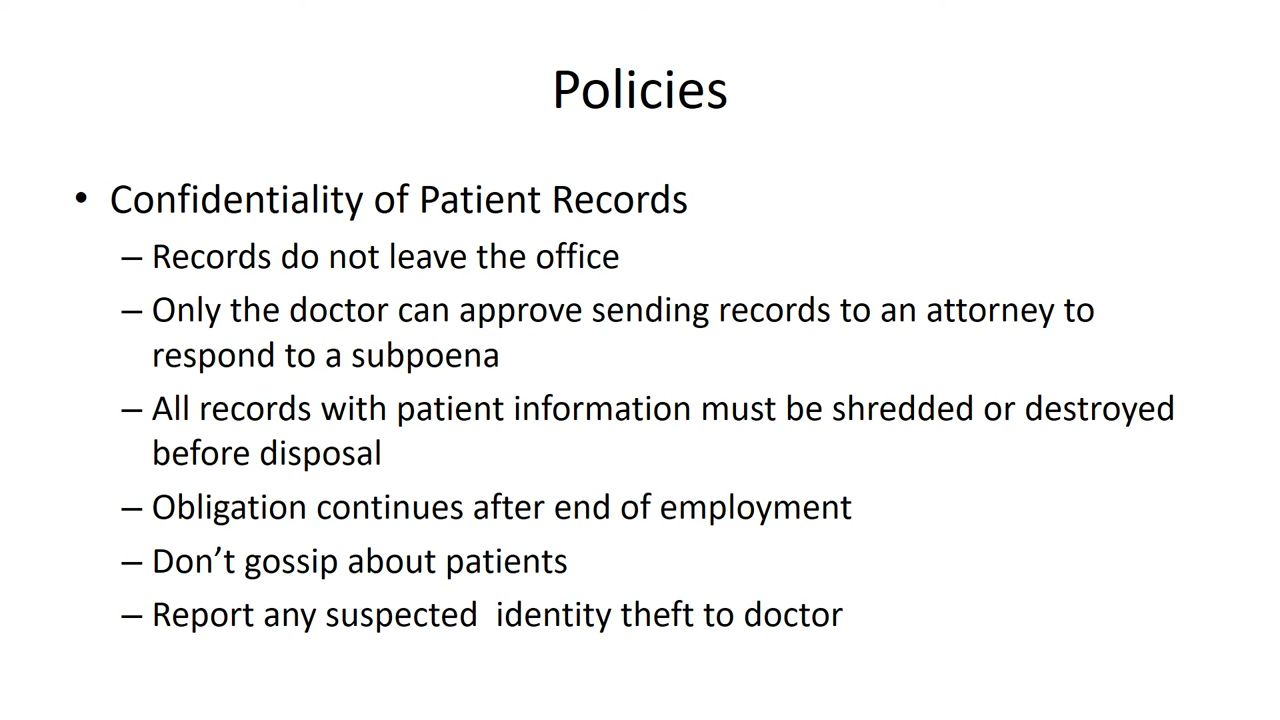 Policies
• Confidentiality of Patient Records
– Records do not leave the office
– Only the doctor can approve sending records to an attorney to
respond to a subpoena
– All records with patient information must be shredded or destroyed
before disposal
– Obligation continues after end of employment
– Don’t gossip about patients
– Report any suspected  identity theft to doctor